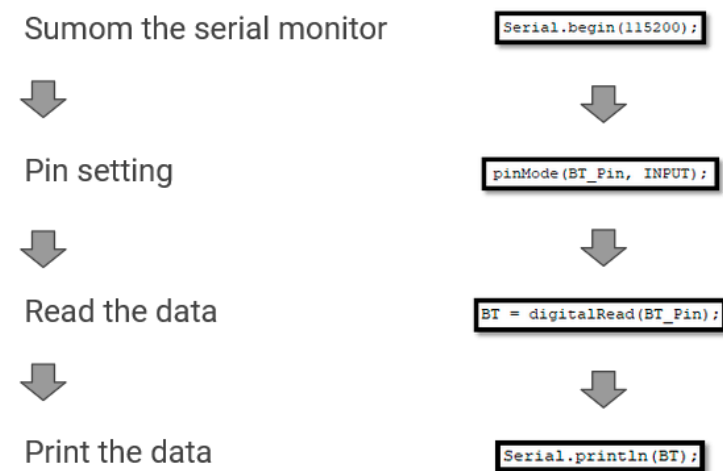 Sumom the serial monitor
Serial.begin(115200);
Pin setting
pinMode(BT_Pin, INPUT);
Read the data
BT = digitalRead(BT_Pin);
Print the data
Serial.println(BT);